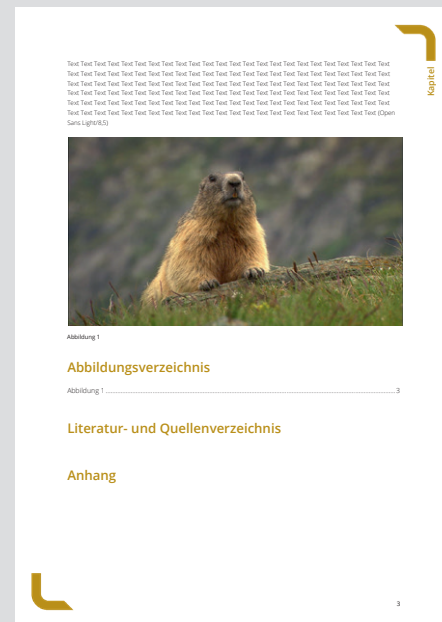 Kapitel
Text Text Text Text Text Text Text Text Text Text Text Text Text Text Text Text Text Text Text Text Text Text Text Text
Text Text Text Text Text Text Text Text Text Text Text Text Text Text Text Text Text Text Text Text Text Text Text Text
Text Text Text Text Text Text Text Text Text Text Text Text Text Text Text Text Text Text Text Text Text Text Text Text
Text Text Text Text Text Text Text Text Text Text Text Text Text Text Text Text Text Text Text Text Text Text Text Text
Text Text Text Text Text Text Text Text Text Text Text Text Text Text Text Text Text Text Text Text Text Text Text Text
Text Text Text Text Text Text Text Text Text Text Text Text Text Text Text Text Text Text Text Text Text Text Text (Open
Sans Light/8,5)
Abbildung 1
Abbildungsverzeichnis
Abbildung 1 ........................................................................................................ 3
Literatur- und Quellenverzeichnis
Anhang
3